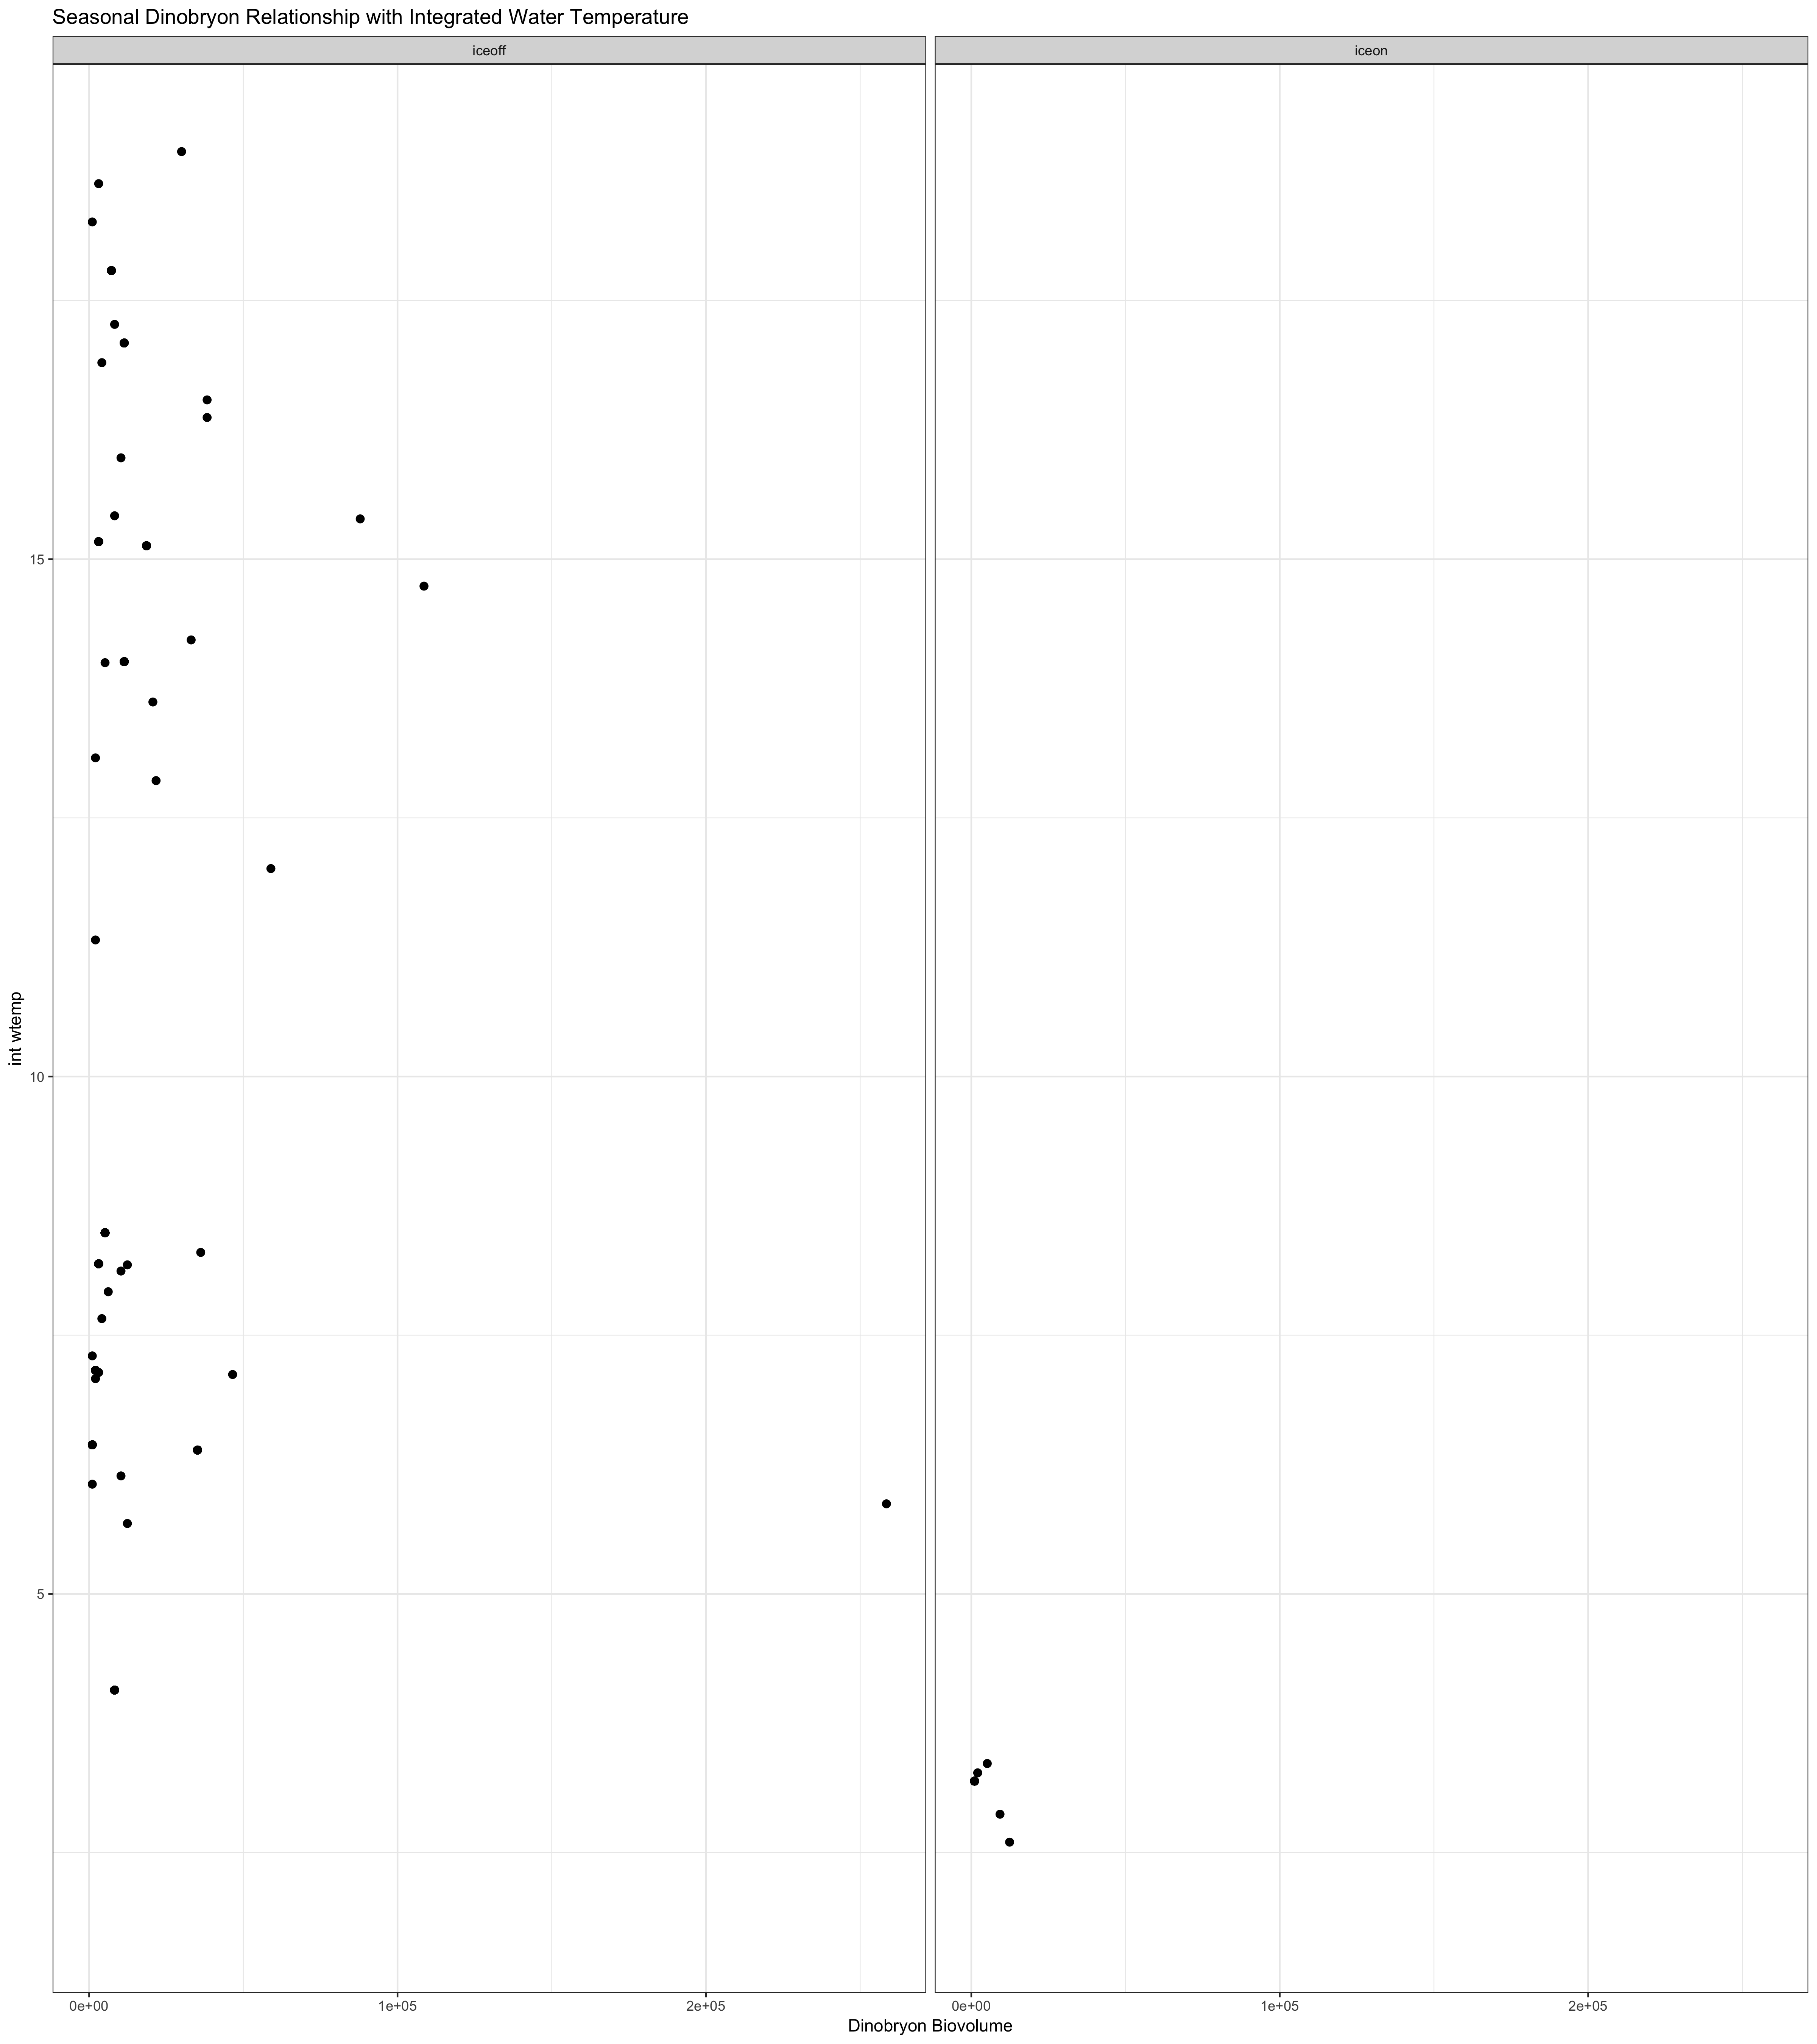 Seasonal Dinobryon Relationship with Integrated Water Temperature
iceoff
iceon
int wtemp
15
10
5
0e+00
1e+05
2e+05
0e+00
1e+05
2e+05
Dinobryon Biovolume